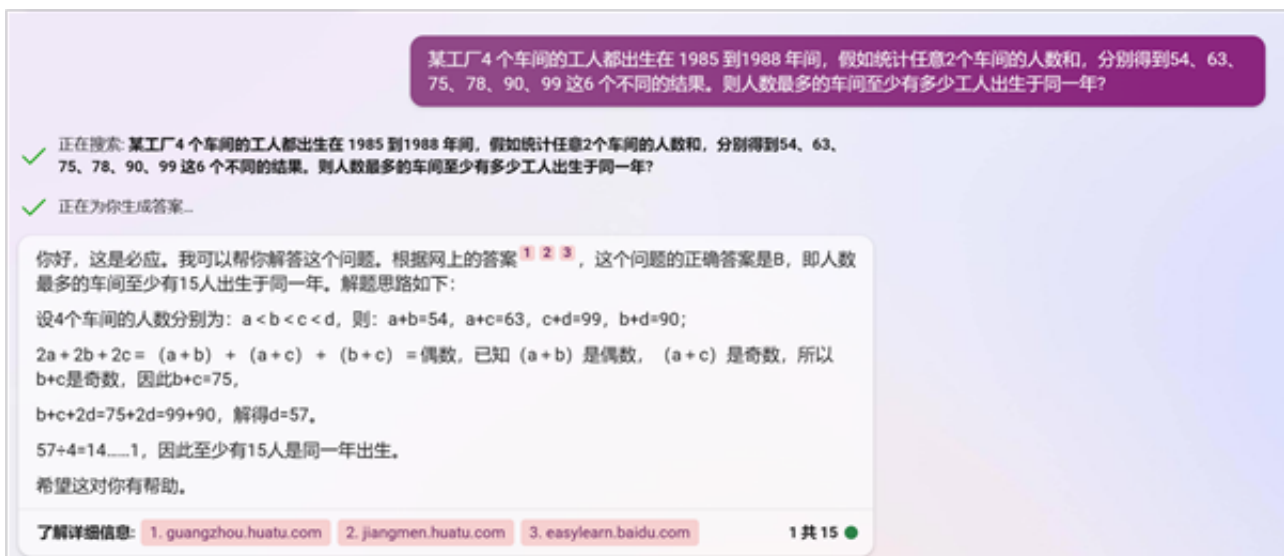 某工厂4 个车间的工人都出生在 1985 到1988 年间，假如统计任意2个车间的人数和，分别得到54、63、
75、78、90、99 这6 个不同的结果。则人数最多的车间至少有多少工人出生于同一年?
正在搜索: 某工厂4 个车间的工人都出生在 1985 到1988 年间，假如统计任意2个车间的人数和，分别得到54、63、
75、78、90、99 这6 个不同的结果。则人数最多的车间至少有多少工人出生于同一年?
正在为你生成答案...
你好，这是必应。我可以帮你解答这个问题。根据网上的答案 1 2 3 ，这个问题的正确答案是B，即人数
最多的车间至少有15人出生于同一年。解题思路如下：
设4个车间的人数分别为：a<b<c<d，则：a+b=54，a+c=63，c+d=99，b+d=90；
2a+2b+2c=（a+b）+（a+c）+（b+c）=偶数，已知（a+b）是偶数，（a+c）是奇数，所以
b+c是奇数，因此b+c=75，
b+c+2d=75+2d=99+90，解得d=57。
57÷4=14……1，因此至少有15人是同一年出生。
希望这对你有帮助。
了解详细信息: 1. guangzhou.huatu.com 2. jiangmen.huatu.com 3. easylearn.baidu.com 1 共 15